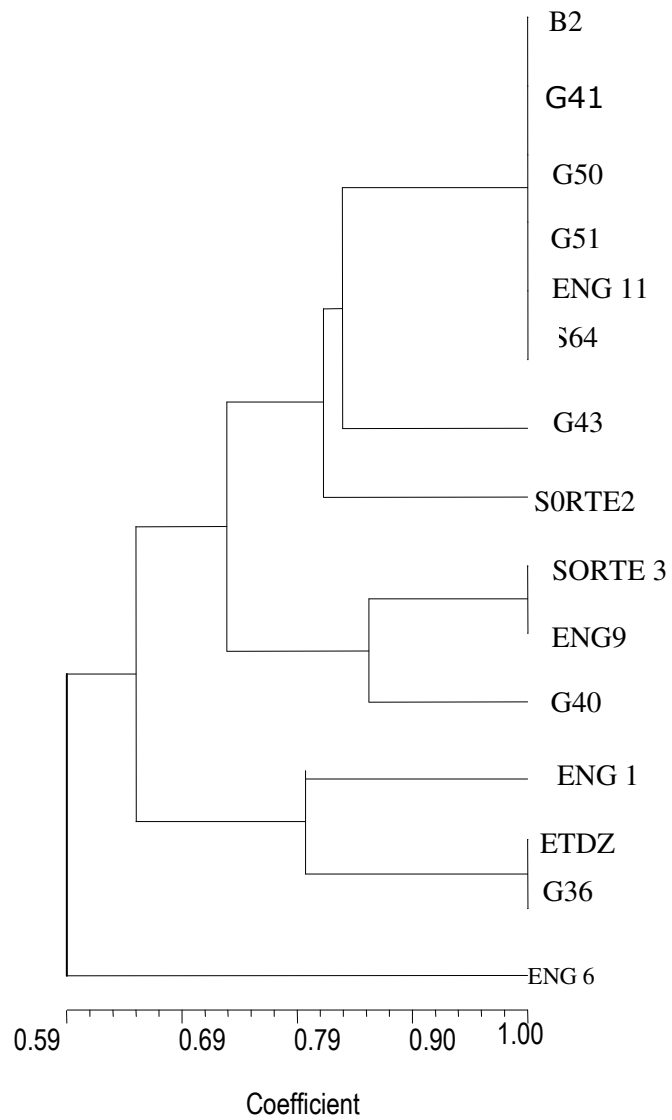 B2
G41
G50
G51
ENG 11
S64
G43
S0RTE2
SORTE 3
ENG9
G40
ENG 1
ETDZ
G36
ENG 6
0.59 0.69 0.79 0.90 1.00
Coefficient